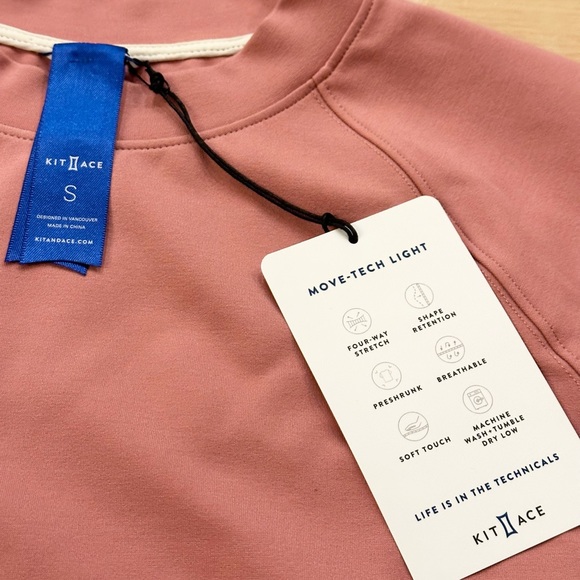 KIT ACE
S
DESIGNED IN VANCOUVER
MADE IN CHINA
KITANDACE.COM
MOVE-TECH LIGHT
FOUR-WAY
STRETCH
SHAPE
RETENTION
PRESHRUNK
BREATHABLE
SOFT TOUCH
MACHINE
WASH+TUMBLE
DRY LOW
LIFE IS IN THE TECHNICALS
KIT ACE